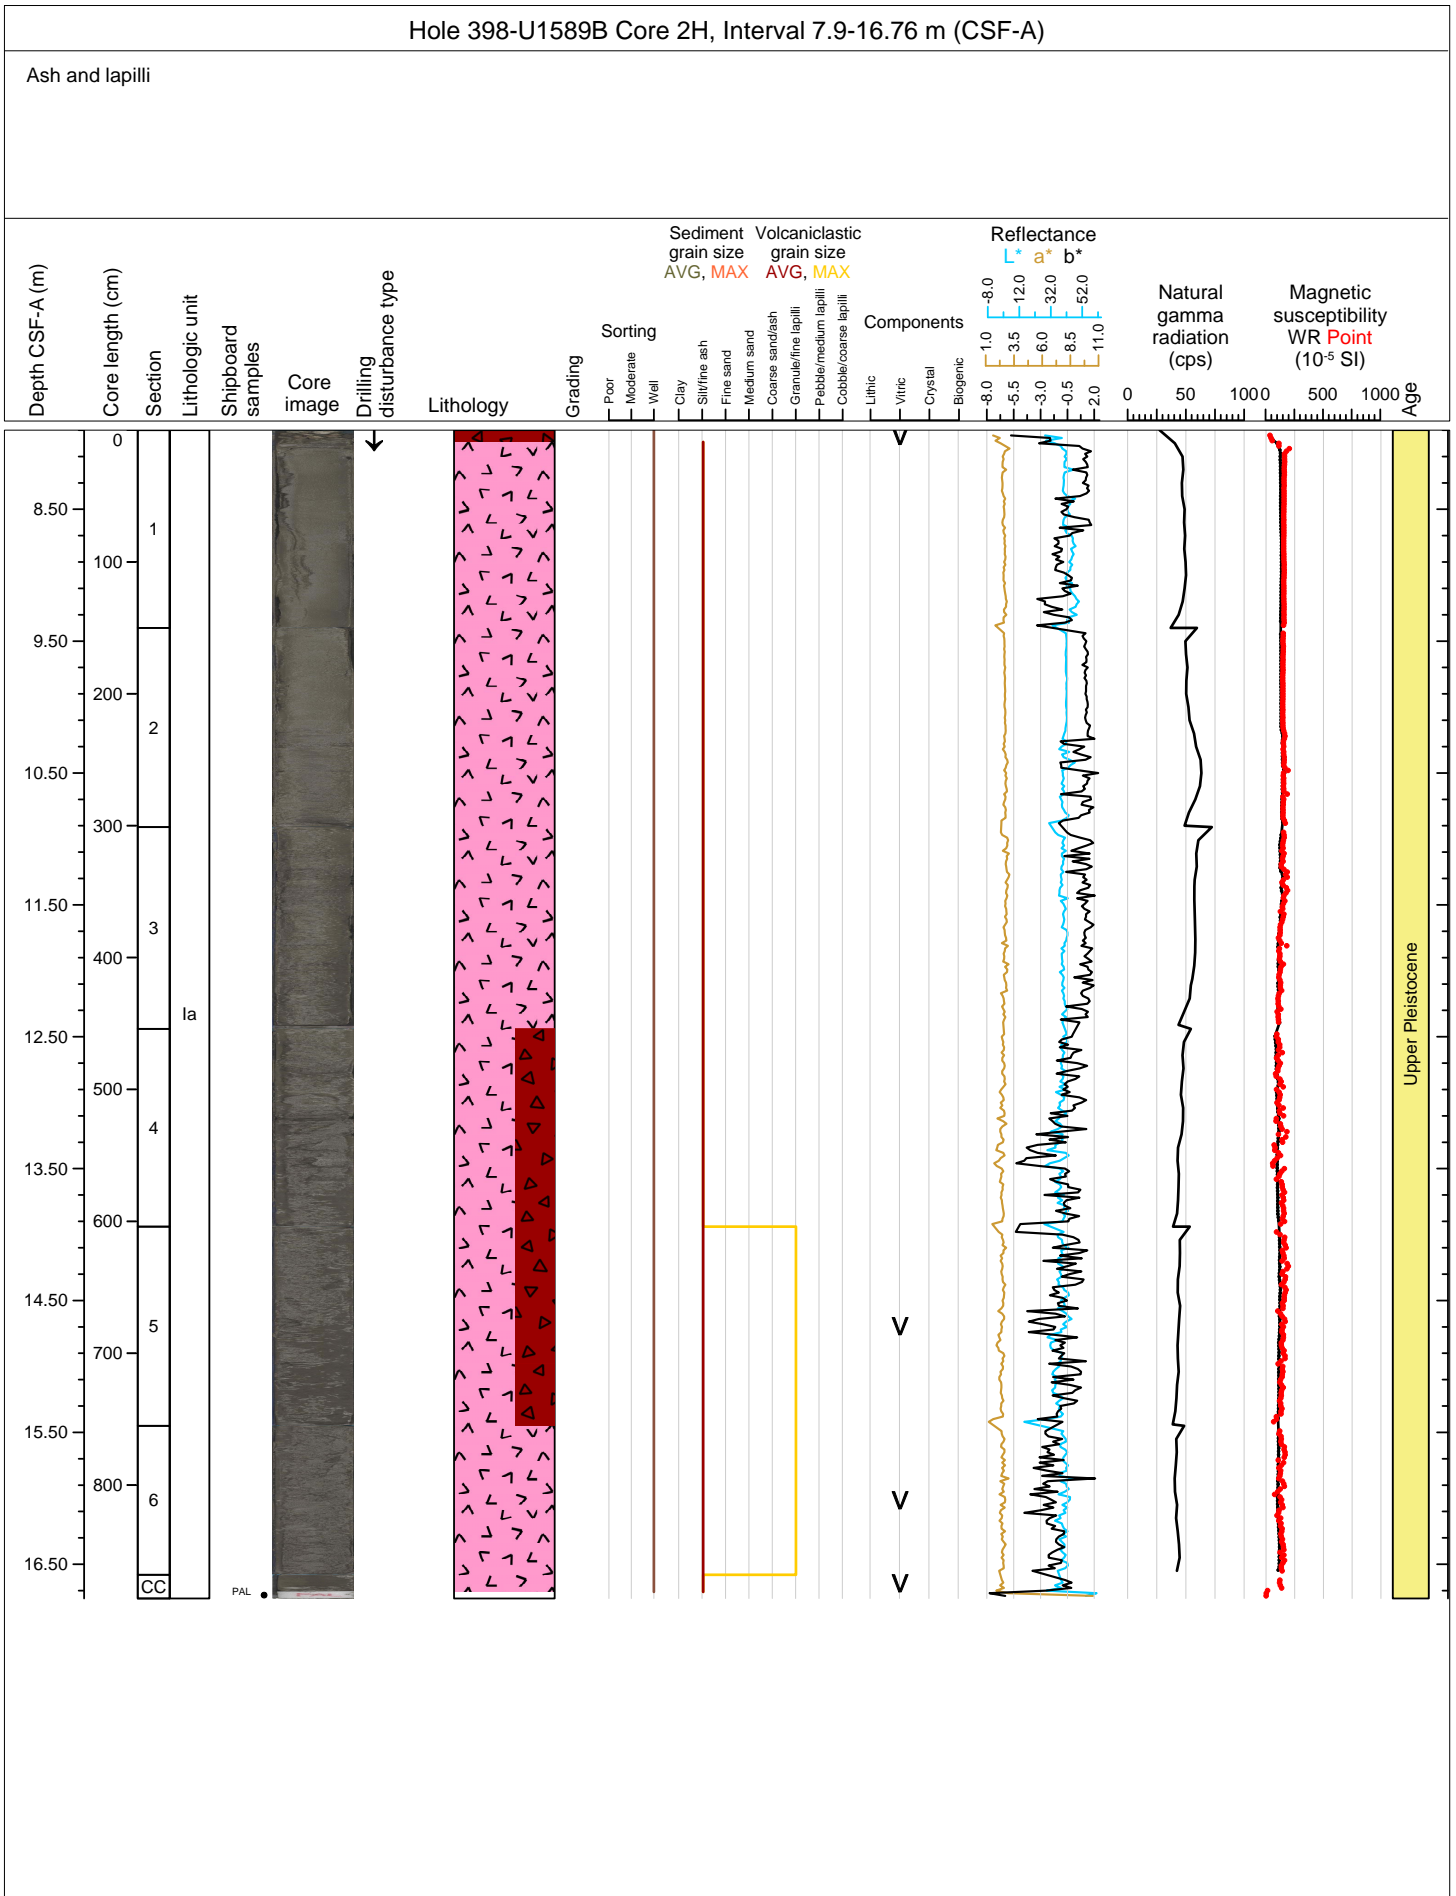 Hole 398-U1589B Core 2H, Interval 7.9-16.76 m (CSF-A)
Ash and lapilli
Depth CSF-A (m)
Core length (cm)
Section
Lithologic unit
Shipboard
samples
Core
image
Drilling
disturbance type
Lithology
Grading
Sorting
Poor
Moderate
Well
Sediment
grain size
AVG, MAX
Volcaniclastic
grain size
AVG, MAX
Clay
Silt/fine ash
Fine sand
Medium sand
Coarse sand/ash
Granule/fine lapilli
Pebble/medium lapilli
Cobble/coarse lapilli
Components
Lithic
Vitric
Crystal
Biogenic
Reflectance
L* a* b*
-8.0 12.0 32.0 52.0
1.0 3.5 6.0 8.5 11.0
-8.0 -5.5 -3.0 -0.5 2.0
Natural
gamma
radiation
(cps)
0 50 100
Magnetic
susceptibility
WR Point
(10-5 SI)
0 500 1000
Age
8.50
9.50
10.50
11.50
12.50
13.50
14.50
15.50
16.50
0
100
200
300
400
500
600
700
800
1
2
3
4
5
6
CC
Ia
PAL
V
V
V
V
Upper Pleistocene